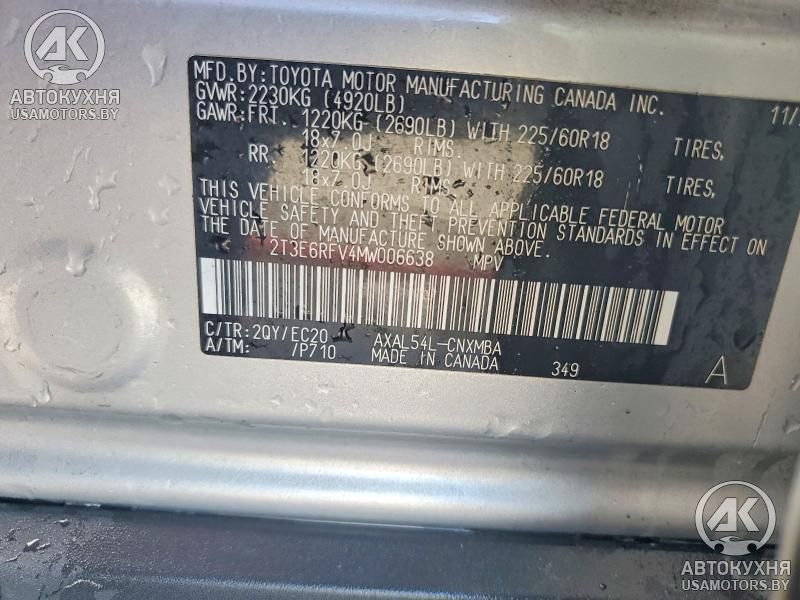 AK
АВТОКУХНЯ
USAMOTORS.BY
MFD.BY:TOYOTA MOTOR MANUFACTURING CANADA INC. 11/
GVWR:2230KG (4920LB)
GAWR:FRT. 1220KG (2690LB) WITH 225/60R18 TIRES,
18x7.0J RIMS.
RR. 1220KG (2690LB) WITH 225/60R18 TIRES,
18x7.0J RIMS.
THIS VEHICLE CONFORMS TO ALL APPLICABLE FEDERAL MOTOR
VEHICLE SAFETY AND THEFT PREVENTION STANDARDS IN EFFECT ON
THE DATE OF MANUFACTURE SHOWN ABOVE.
2T3E6RFV4MW006638 MPV
C/TR:2QY/EC20 AXAL54L-CNXMBA
A/TM: /P710 MADE IN CANADA 349 A
AK
АВТОКУХНЯ
USAMOTORS.BY